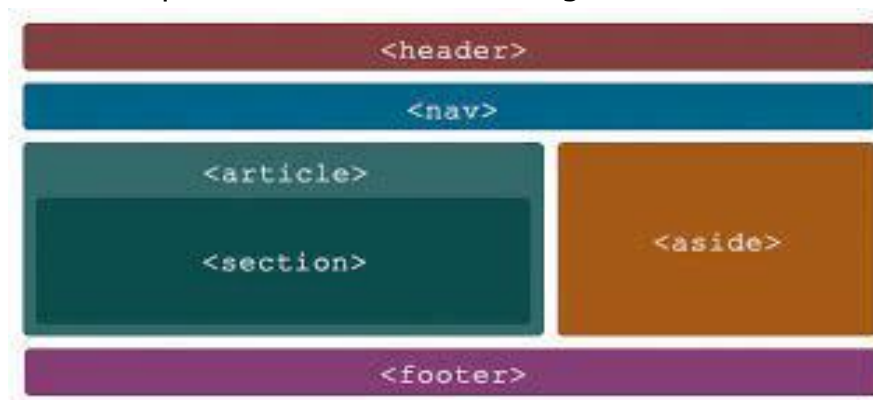 <header>
<nav>
<article>
<section>
<aside>
<footer>